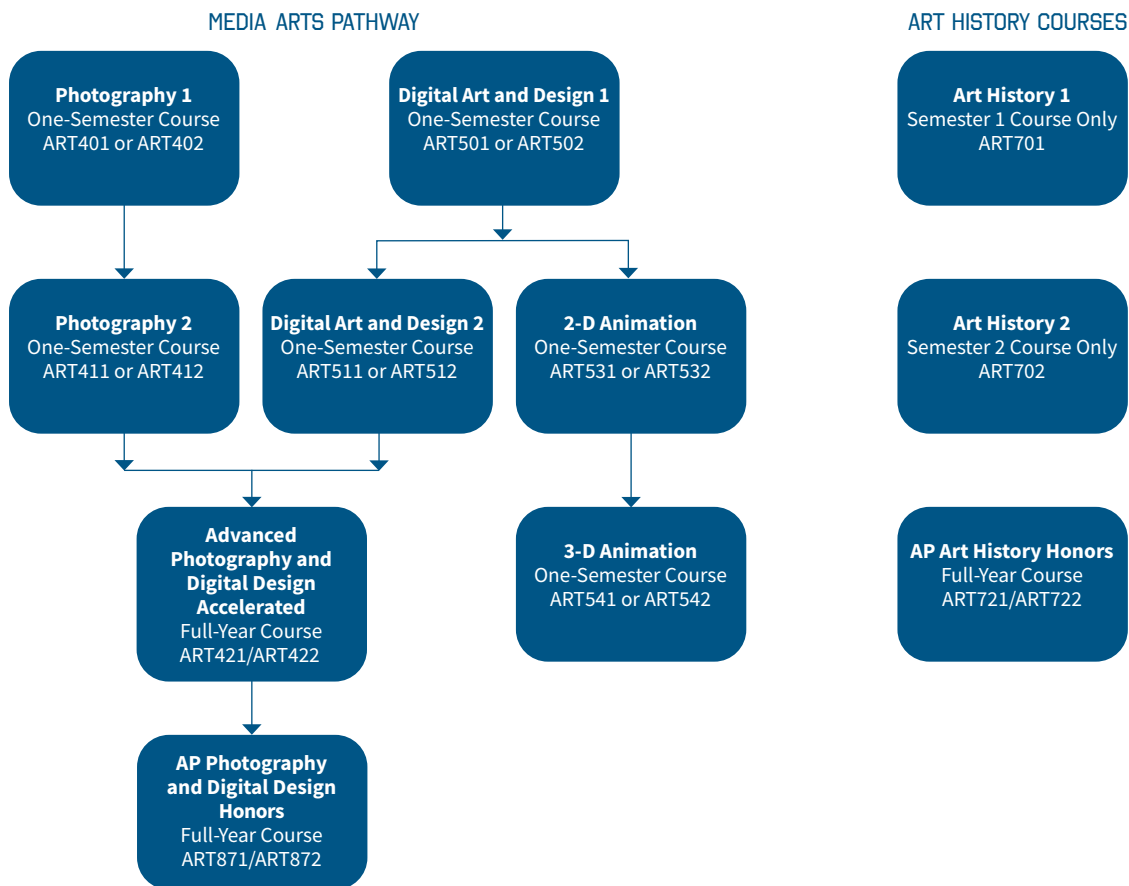 MEDIA ARTS PATHWAY
Photography 1
One-Semester Course
ART401 or ART402
Digital Art and Design 1
One-Semester Course
ART501 or ART502
Photography 2
One-Semester Course
ART411 or ART412
Digital Art and Design 2
One-Semester Course
ART511 or ART512
2-D Animation
One-Semester Course
ART531 or ART532
Advanced
Photography and
Digital Design
Accelerated
Full-Year Course
ART421/ART422
3-D Animation
One-Semester Course
ART541 or ART542
AP Photography
and Digital Design
Honors
Full-Year Course
ART871/ART872
ART HISTORY COURSES
Art History 1
Semester 1 Course Only
ART701
Art History 2
Semester 2 Course Only
ART702
AP Art History Honors
Full-Year Course
ART721/ART722